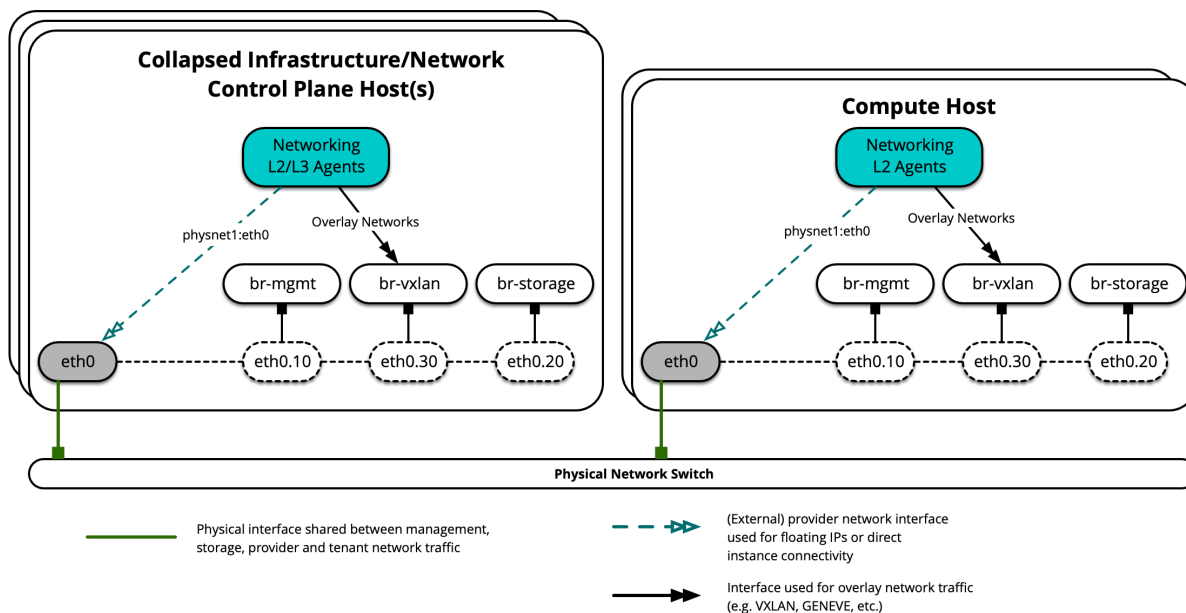 Collapsed Infrastructure/Network
Control Plane Host(s)
Networking
L2/L3 Agents
Overlay Networks
physnet1:eth0
br-mgmt
br-vxlan
br-storage
eth0
eth0.10
eth0.30
eth0.20
Compute Host
Networking
L2 Agents
Overlay Networks
physnet1:eth0
br-mgmt
br-vxlan
br-storage
eth0
eth0.10
eth0.30
eth0.20
Physical Network Switch
Physical interface shared between management,
storage, provider and tenant network traffic
(External) provider network interface
used for floating IPs or direct
instance connectivity
Interface used for overlay network traffic
(e.g. VXLAN, GENEVE, etc.)